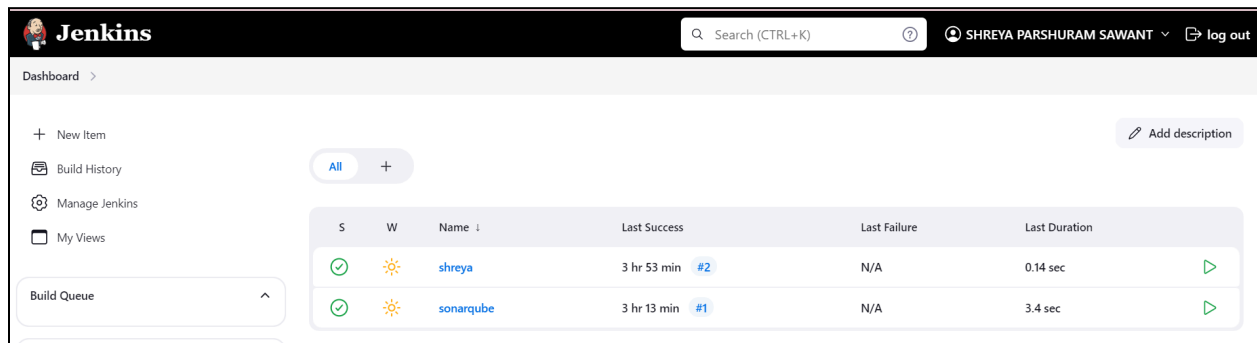 Jenkins
Search (CTRL+K)
SHREYA PARSHURAM SAWANT
log out
Dashboard
New Item
Build History
Manage Jenkins
My Views
Build Queue
Add description
All +
S W Name ↓ Last Success Last Failure Last Duration
shreya 3 hr 53 min #2 N/A 0.14 sec
sonarqube 3 hr 13 min #1 N/A 3.4 sec